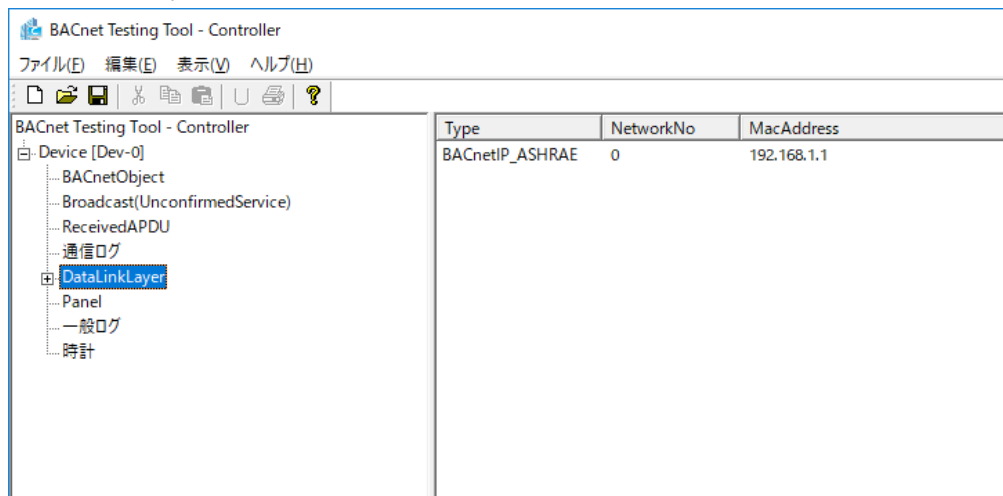 BACnet Testing Tool - Controller
ファイル(F) 編集(E) 表示(V) ヘルプ(H)
BACnet Testing Tool - Controller
Device [Dev-0]
BACnetObject
Broadcast(UnconfirmedService)
ReceivedAPDU
通信ログ
DataLinkLayer
Panel
一般ログ
時計
Type NetworkNo MacAddress
BACnetIP_ASHRAE 0 192.168.1.1